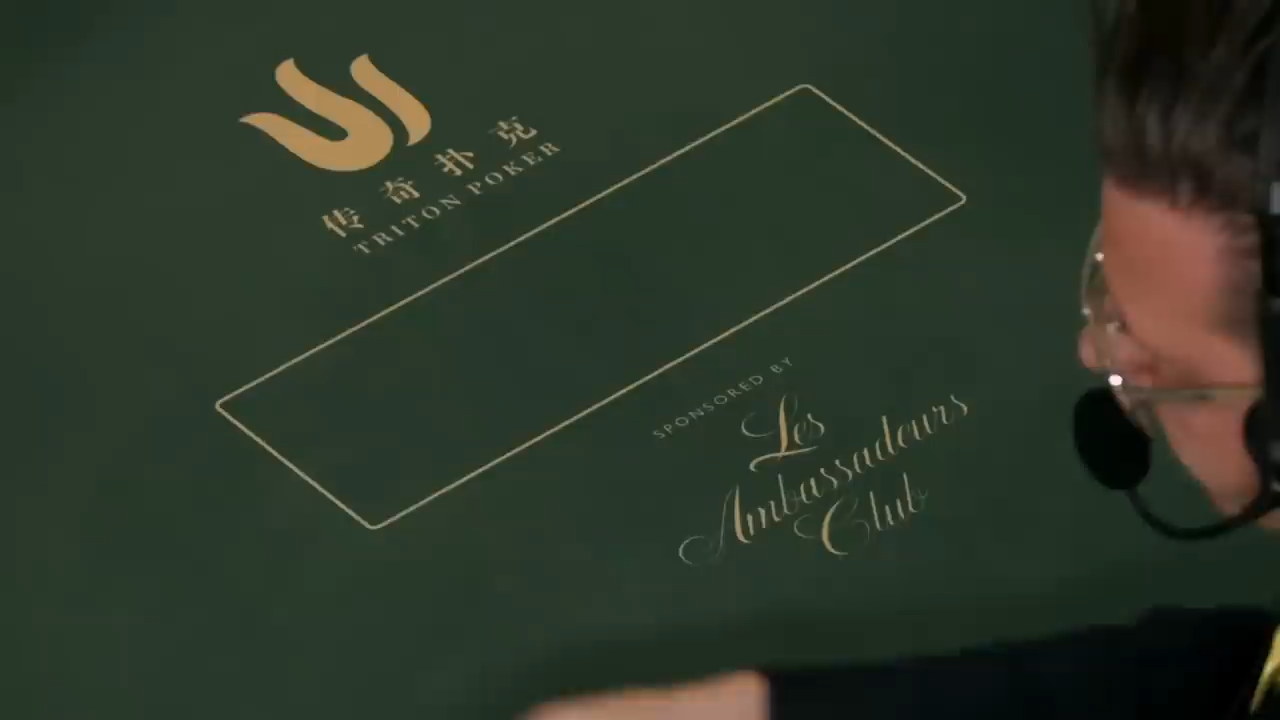 传奇扑克
TRITON POKER
SPONSORED BY
Les
Ambassadeurs
Club